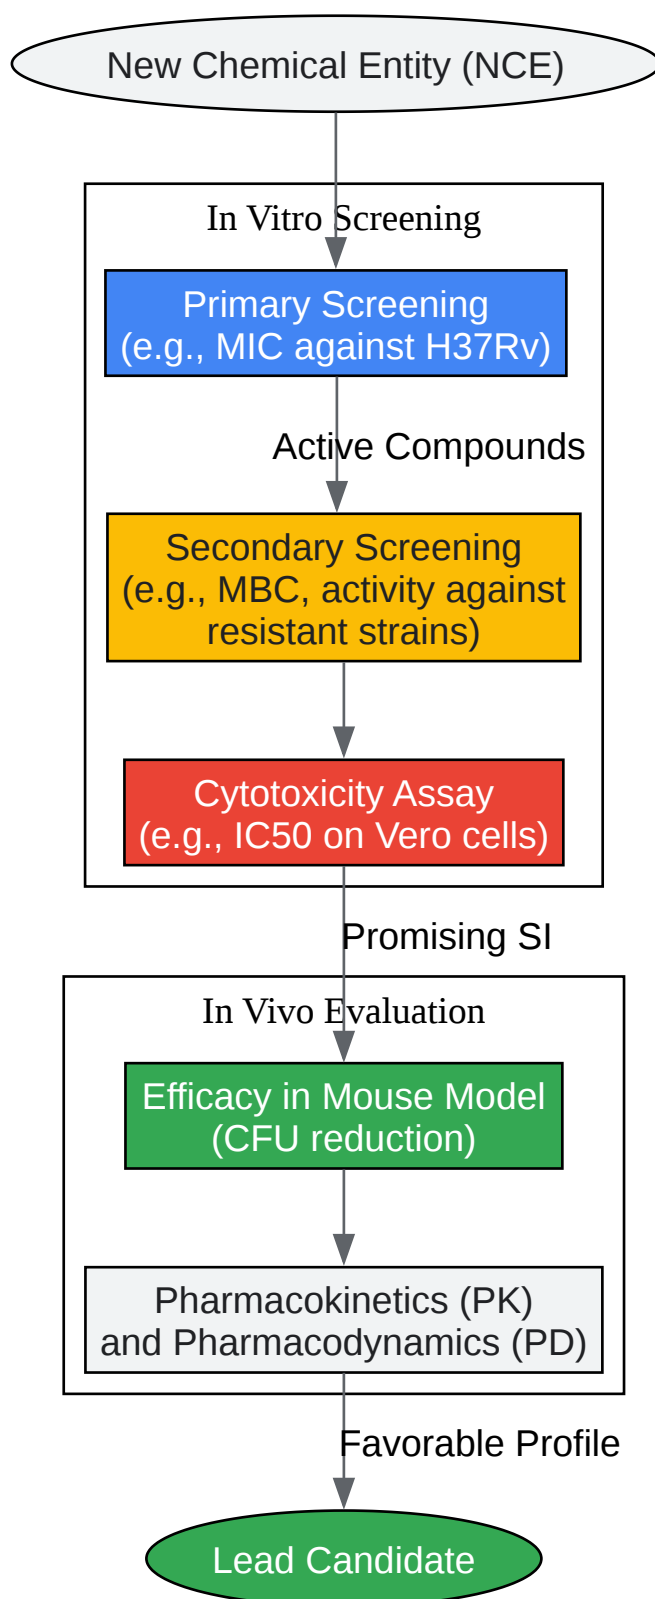 New Chemical Entity (NCE)
In Vitro Screening
Primary Screening
(e.g., MIC against H37Rv)
Active Compounds
Secondary Screening
(e.g., MBC, activity against
resistant strains)
Cytotoxicity Assay
(e.g., IC50 on Vero cells)
Promising SI
In Vivo Evaluation
Efficacy in Mouse Model
(CFU reduction)
Pharmacokinetics (PK)
and Pharmacodynamics (PD)
Favorable Profile
Lead Candidate